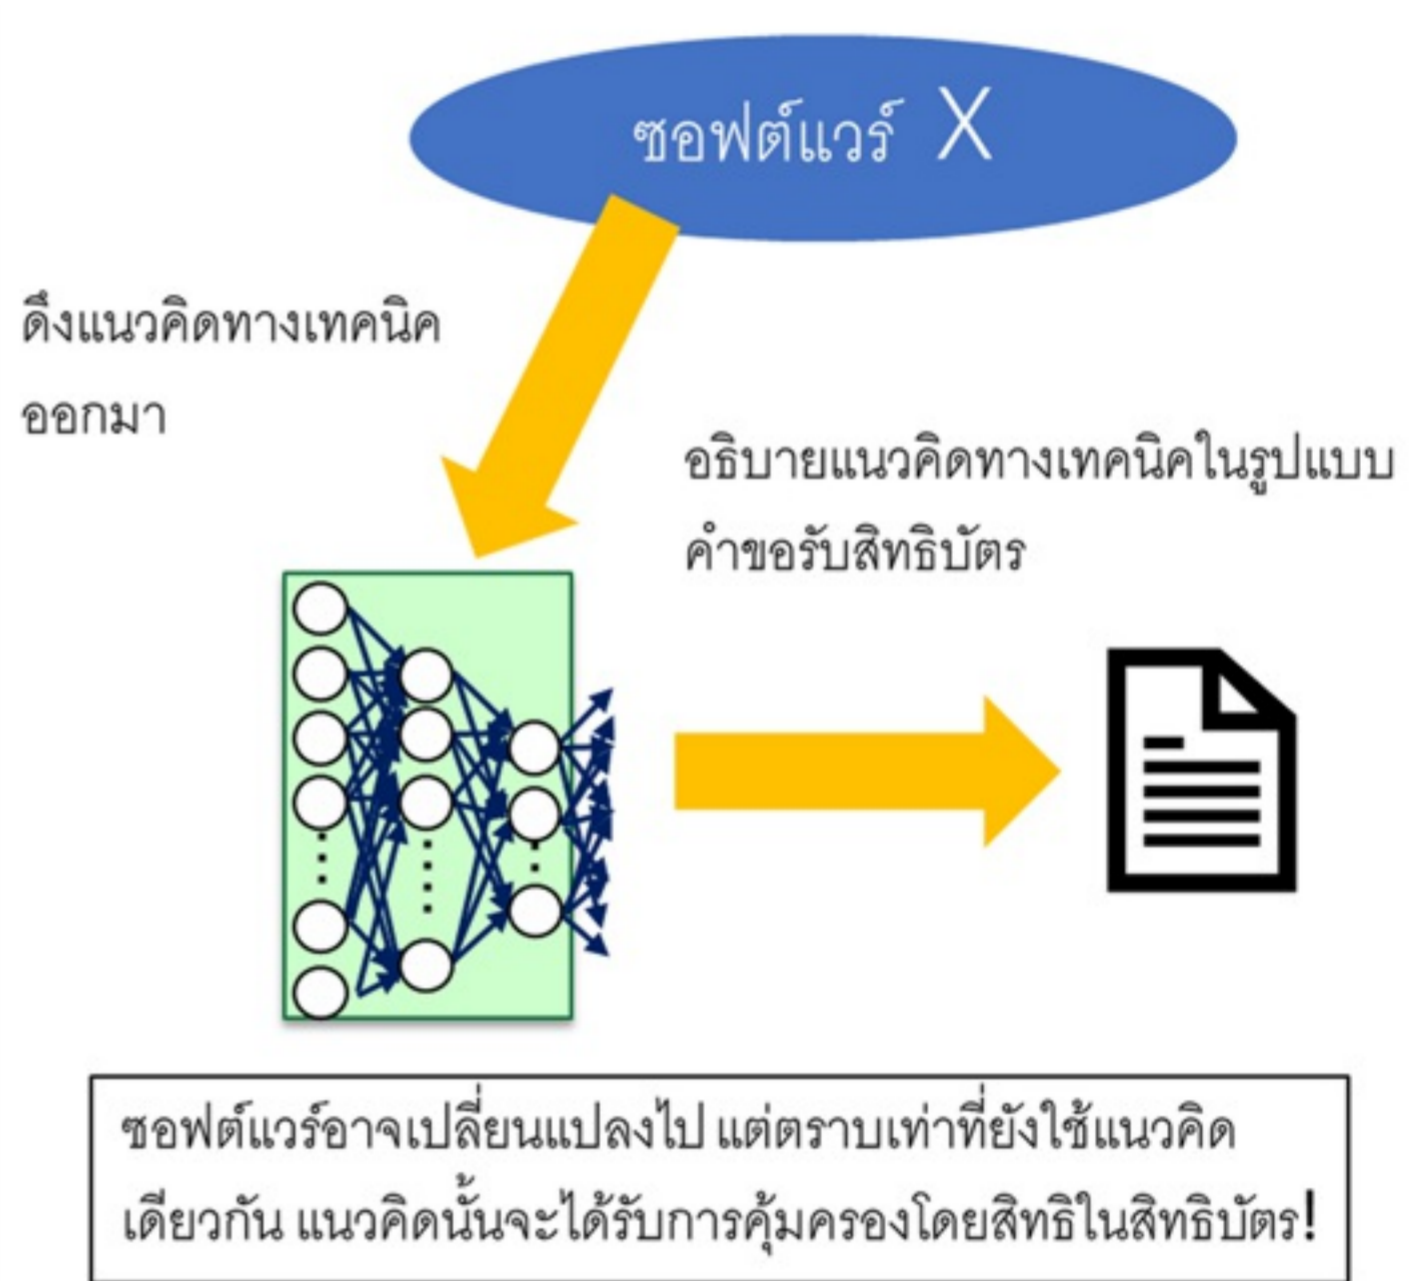 ซอฟต์แวร์ X
ดึงแนวคิดทางเทคนิค
ออกมา
อธิบายแนวคิดทางเทคนิคในรูปแบบ
คำขอรับสิทธิบัตร
ซอฟต์แวร์อาจเปลี่ยนแปลงไป แต่ตราบเท่าที่ยังใช้แนวคิด
เดียวกัน แนวคิดนั้นจะได้รับการคุ้มครองโดยสิทธิในสิทธิบัตร!